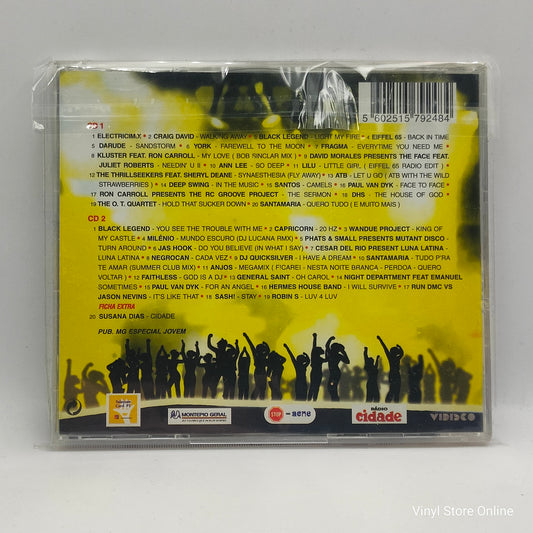 5 602515 792484
CD 1
1 ELECTRICIMIX * 2 CRAIG DAVID - WALKING AWAY * 3 BLACK LEGEND - LIGHT MY FIRE * 4 EIFFEL 65 - BACK IN TIME
5 DARUDE - SANDSTORM * 6 YORK - FAREWELL TO THE MOON * 7 FRAGMA - EVERYTIME YOU NEED ME
8 KLUSTER FEAT. RON CARROLL - MY LOVE ( BOB SINCLAR MIX ) * 9 DAVID MORALES PRESENTS THE FACE FEAT.
JULIET ROBERTS - NEEDIN' U II * 10 ANN LEE - GO DEEP * 11 LILU - LITTLE GIRL ( EIFFEL 65 RADIO EDIT )
12 THE THRILLSEEKERS FEAT. SHERYL DEANE - SYNAESTHESIA (FLY AWAY) * 13 ATB - LET U GO ( ATB WITH THE WILD
STRAWBERRIES ) * 14 DEEP SWING - IN THE MUSIC * 15 SANTOS - CAMELS * 16 PAUL VAN DYK - FACE TO FACE
* 17 RON CARROLL PRESENTS THE RC GROOVE PROJECT - THE SERMON * 18 DHS - THE HOUSE OF GOD
* 19 THE O. T. QUARTET - HOLD THAT SUCKER DOWN * 20 SANTAMARIA - QUERO TUDO ( E MUITO MAIS )
CD 2
1 BLACK LEGEND - YOU SEE THE TROUBLE WITH ME * 2 CAPRICORN - 20 HZ * 3 WANDUE PROJECT - KING OF
MY CASTLE * 4 MILÉNIO - MUNDO ESCURO (DJ LUCANA RMX) * 5 PHATS & SMALL PRESENTS MUTANT DISCO -
TURN AROUND * 6 JAS HOOK - DO YOU BELIEVE (IN WHAT I SAY) * 7 CESAR DEL RIO PRESENT LUNA LATINA -
LUNA LATINA * 8 NEGROCAN - CADA VEZ * 9 DJ QUICKSILVER - I HAVE A DREAM * 10 SANTAMARIA - TUDO P'RA
TE AMAR (SUMMER CLUB MIX) * 11 ANJOS - MEGAMIX ( FICAREI - NESTA NOITE BRANCA - PERDOA - QUERO
VOLTAR ) * 12 FAITHLESS - GOD IS A DJ * 13 GENERAL SAINT - OH CAROL * 14 NIGHT DEPARTMENT FEAT EMANUEL
SOMETIMES * 15 PAUL VAN DYK - FOR AN ANGEL * 16 HERMES HOUSE BAND - I WILL SURVIVE * 17 RUN DMC VS
JASON NEVINS - IT'S LIKE THAT * 18 SASH! - STAY * 19 ROBIN S - LUV 4 LUV
FICHA EXTRA
20 SUSANA DIAS - CIDADE
PUB. MG ESPECIAL JOVEM
MONTEPIO GERAL
STOP - acne
RÁDIO
cidade
VIDISCO
Vinyl Store Online